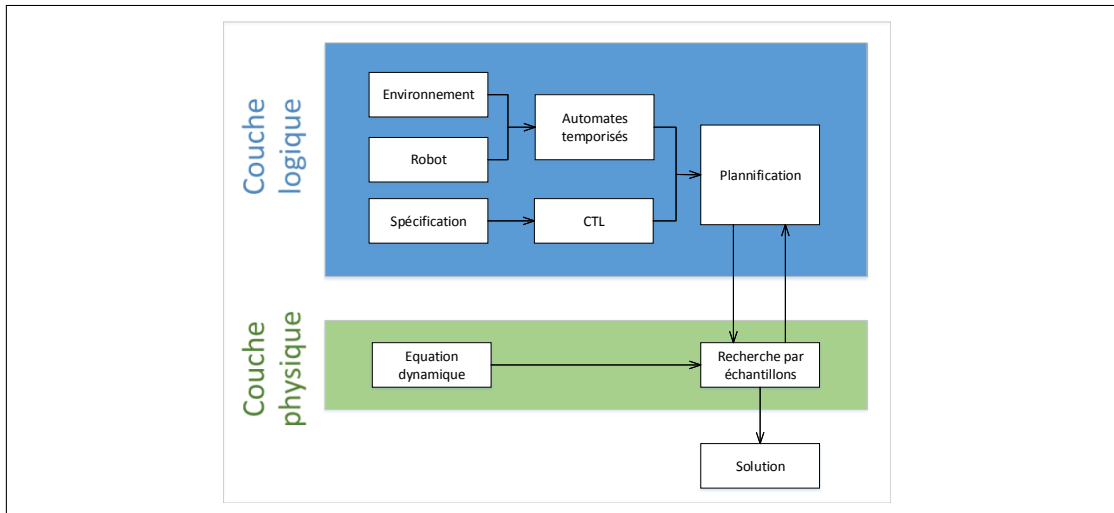 Couche
logique
Environnement
Robot
Spécification
Automates
temporisés
CTL
Plannification
Couche
physique
Equation
dynamique
Recherche par
échantillons
Solution